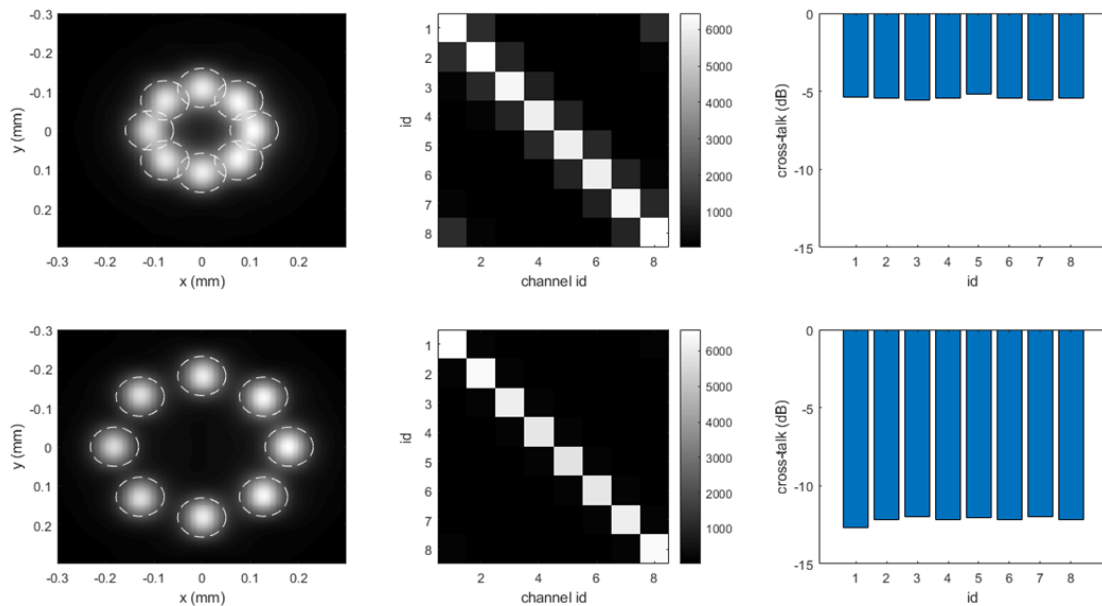 -0.3
-0.2
-0.1
0
0.1
0.2
y (mm)
-0.3 -0.2 -0.1 0 0.1 0.2
x (mm)
1
2
3
4
5
6
7
8
id
2 4 6 8
channel id
6000
5000
4000
3000
2000
1000
0
-5
-10
-15
cross-talk (dB)
1 2 3 4 5 6 7 8
id
-0.3
-0.2
-0.1
0
0.1
0.2
y (mm)
-0.3 -0.2 -0.1 0 0.1 0.2
x (mm)
1
2
3
4
5
6
7
8
id
2 4 6 8
channel id
6000
5000
4000
3000
2000
1000
0
-5
-10
-15
cross-talk (dB)
1 2 3 4 5 6 7 8
id